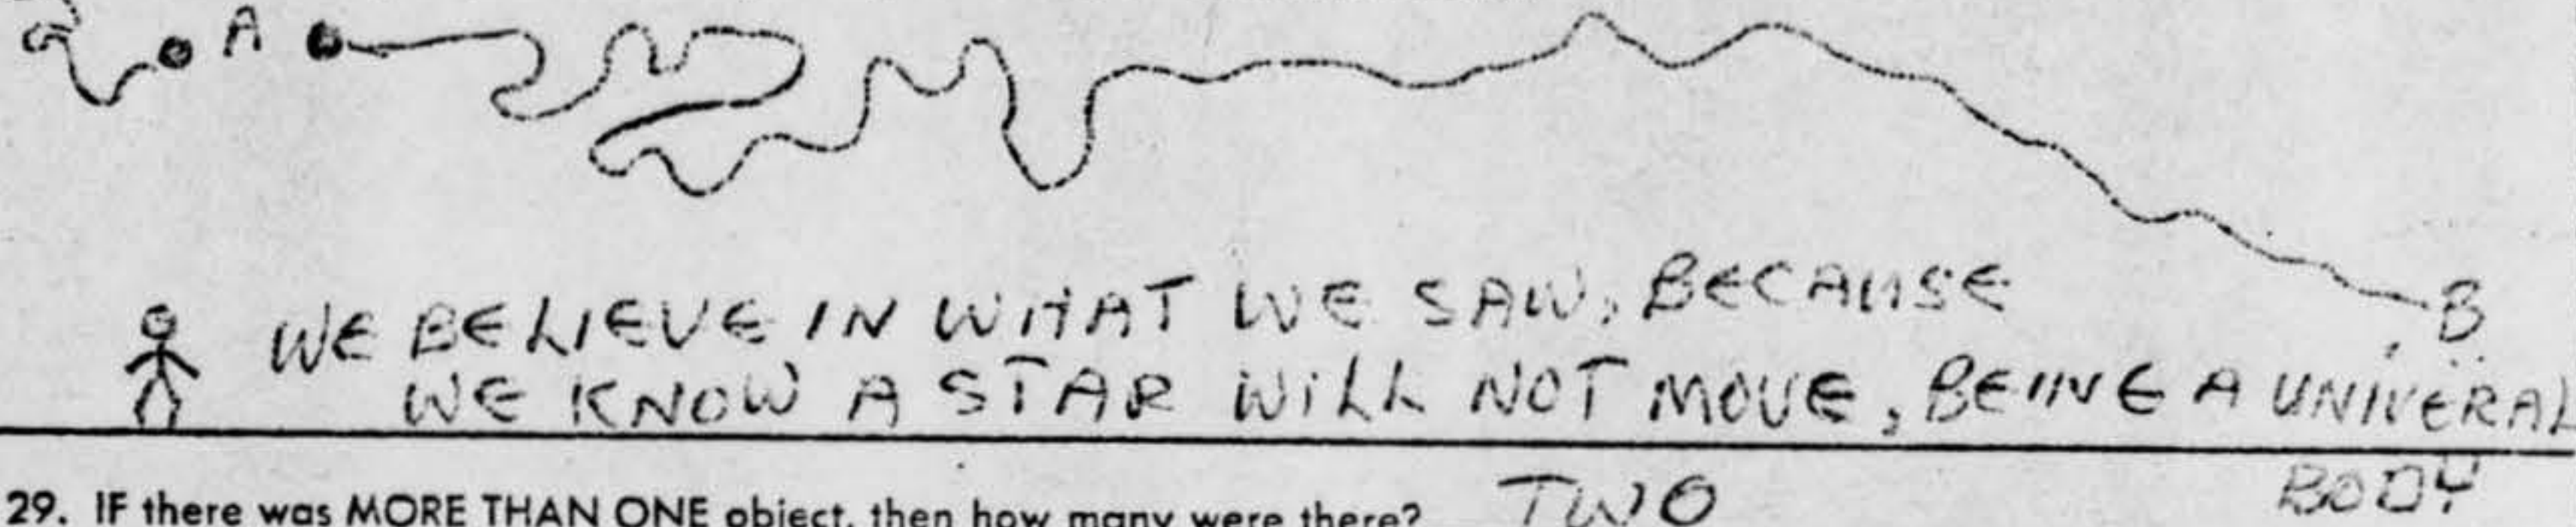 A
B
WE BELIEVE IN WHAT WE SAW, BECAUSE
WE KNOW A STAR WILL NOT MOVE, BEING A UNIVERAL
BODY
29. IF there was MORE THAN ONE object, then how many were there? TWO